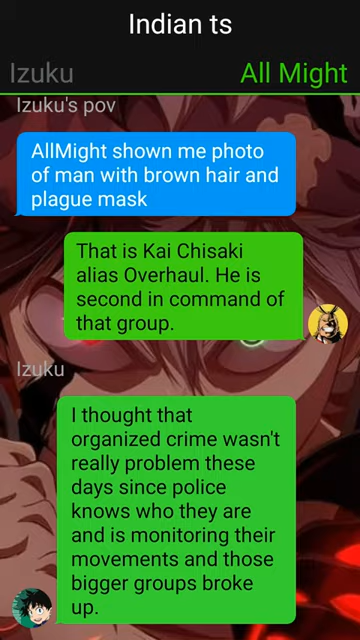 Indian ts
Izuku
All Might
Izuku's pov
AllMight shown me photo
of man with brown hair and
plague mask
That is Kai Chisaki
alias Overhaul. He is
second in command of
that group.
Izuku
I thought that
organized crime wasn't
really problem these
days since police
knows who they are
and is monitoring their
movements and those
bigger groups broke
up.